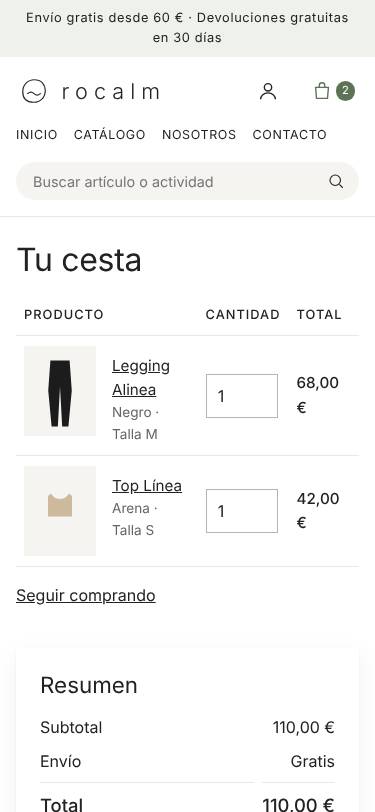 Envío gratis desde 60 € · Devoluciones gratuitas
en 30 días
rocalm
2
INICIO CATÁLOGO NOSOTROS CONTACTO
Buscar artículo o actividad
Tu cesta
PRODUCTO CANTIDAD TOTAL
Legging
Alinea
Negro ·
Talla M
1
68,00
€
Top Línea
Arena ·
Talla S
1
42,00
€
Seguir comprando
Resumen
Subtotal 110,00 €
Envío Gratis
Total 110,00 €